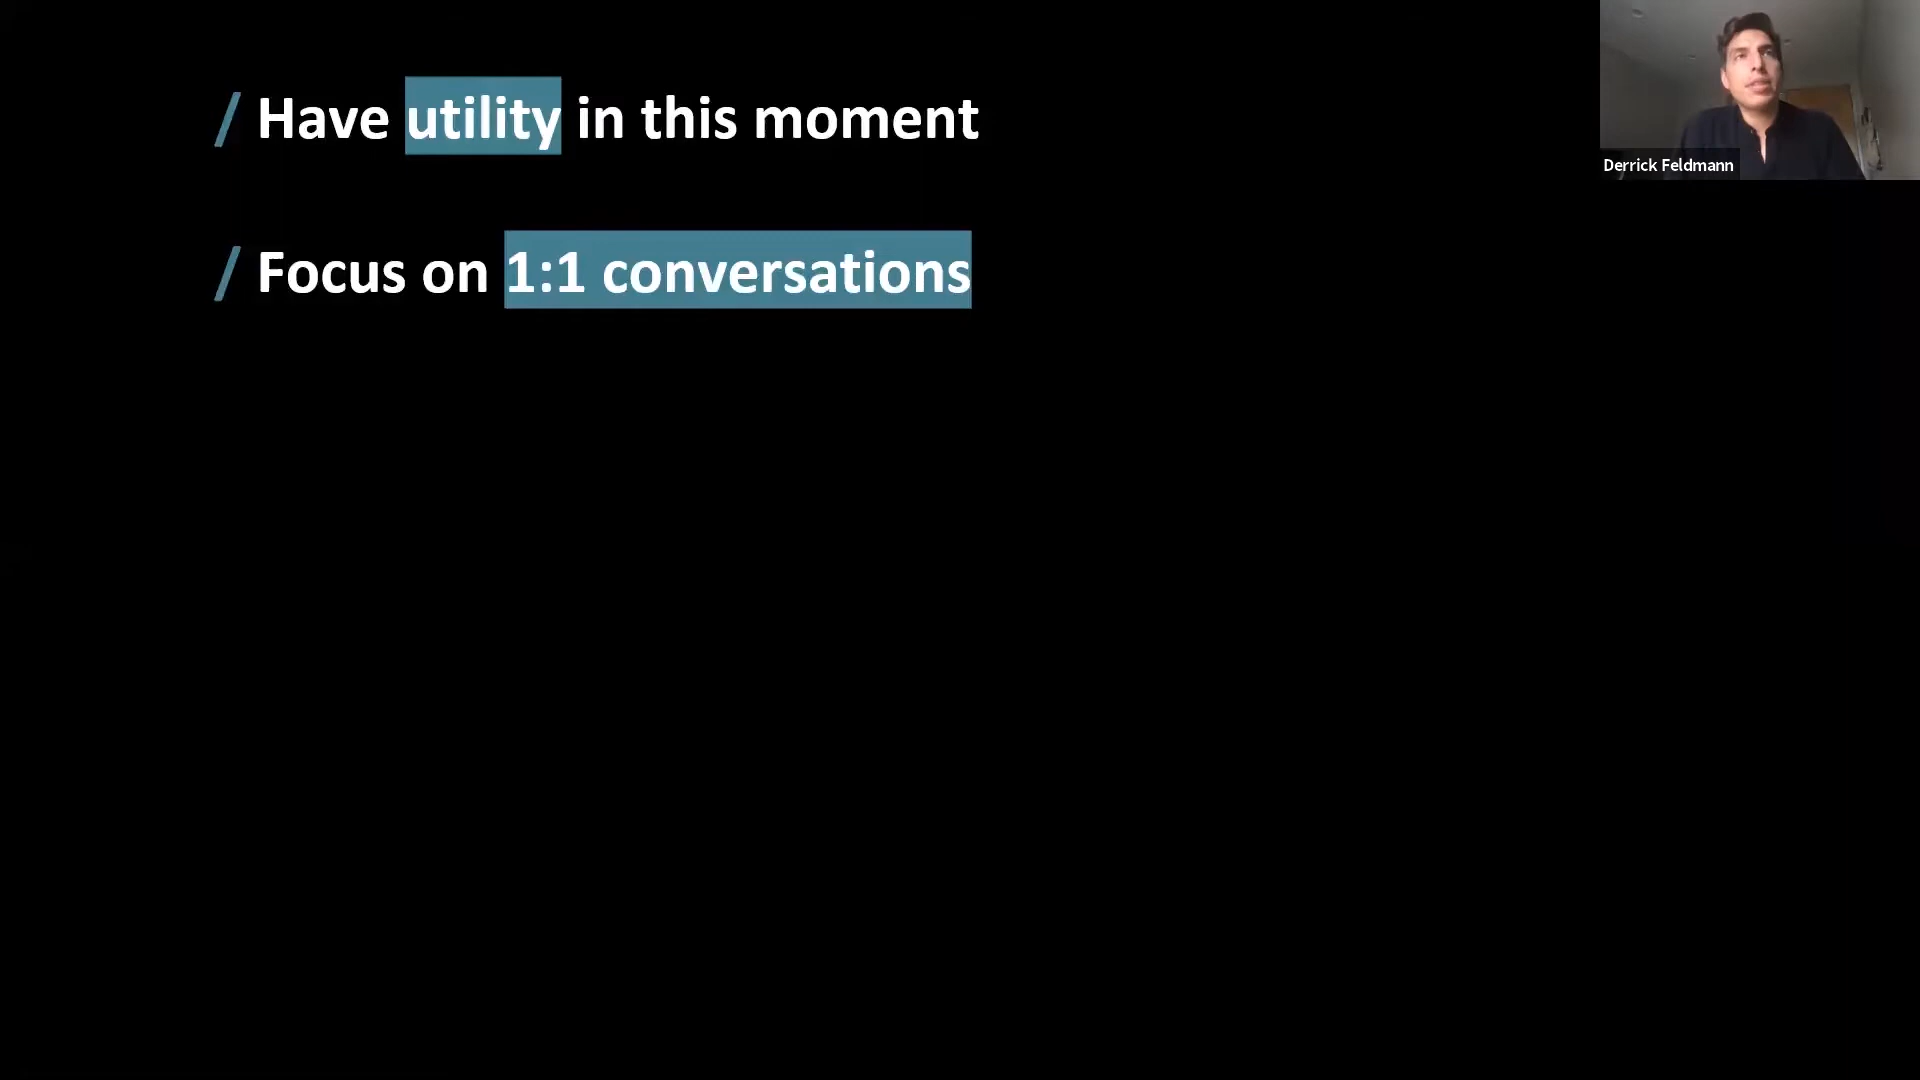 / Have utility in this moment
/ Focus on 1:1 conversations
Derrick Feldmann